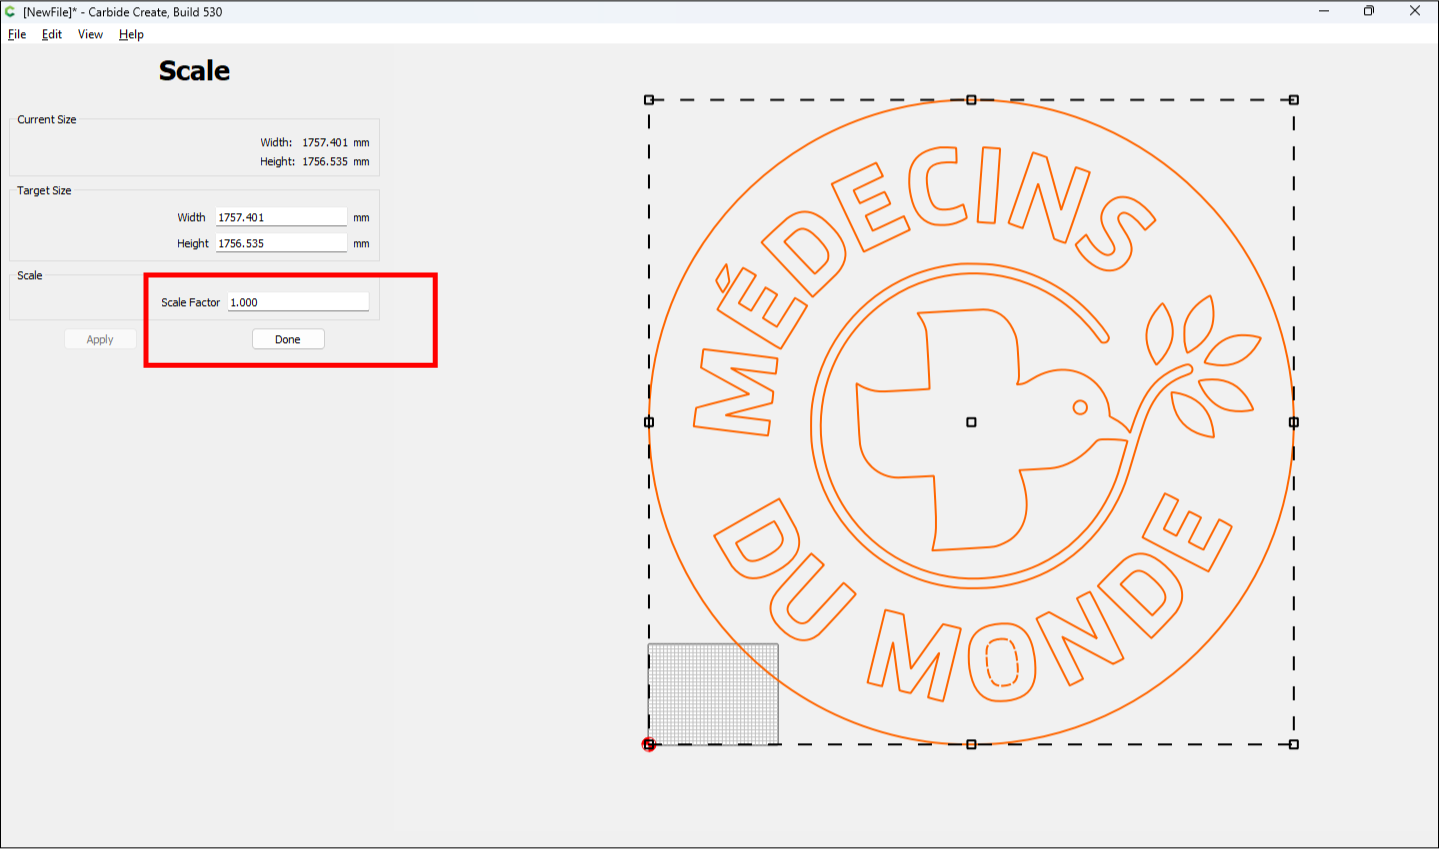 [NewFile]* - Carbide Create, Build 530
File Edit View Help
Scale
Current Size
Width: 1757.401 mm
Height: 1756.535 mm
Target Size
Width 1757.401 mm
Height 1756.535 mm
Scale
Scale Factor 1.000
Apply Done
MÉDECINS
DU MONDE